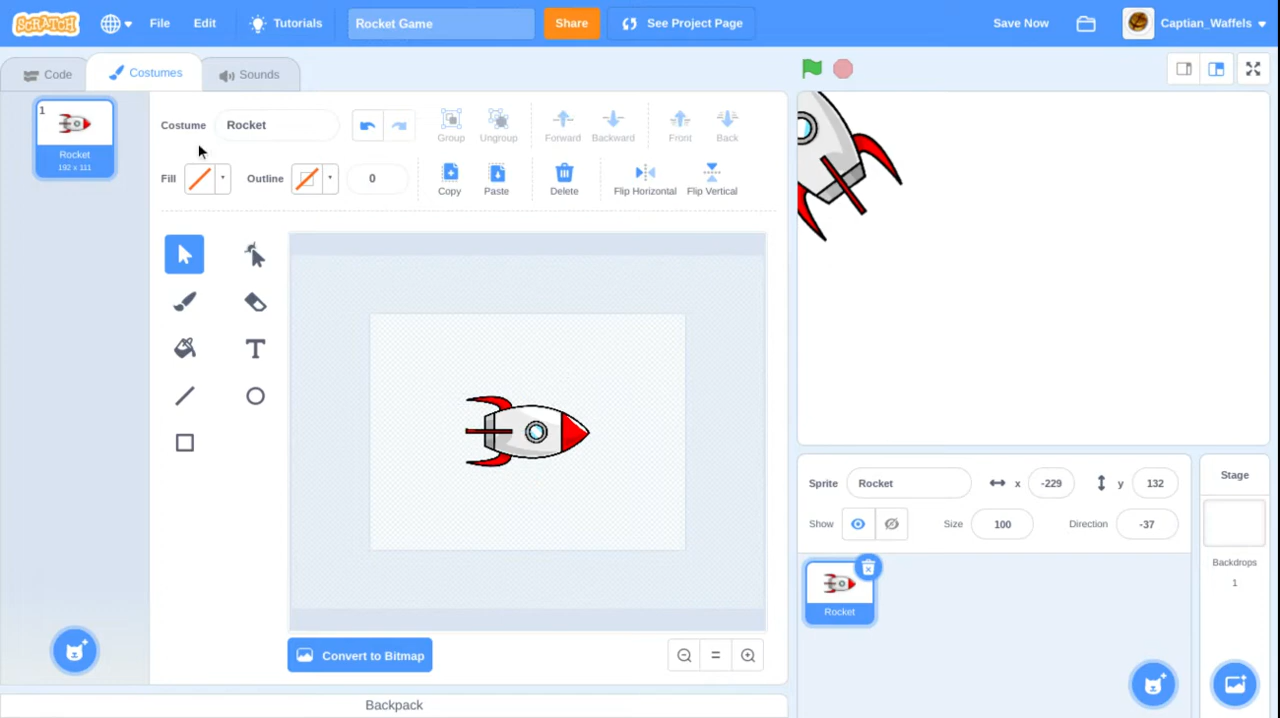 SCRATCH File Edit Tutorials Rocket Game Share See Project Page Save Now Captian_Waffels
Code Costumes Sounds
1
Rocket
192 x 111
Costume Rocket
Group Ungroup Forward Backward Front Back
Fill Outline 0
Copy Paste Delete Flip Horizontal Flip Vertical
T
Convert to Bitmap
Backpack
Sprite Rocket x -229 y 132
Show Size 100 Direction -37
Rocket
Stage
Backdrops
1